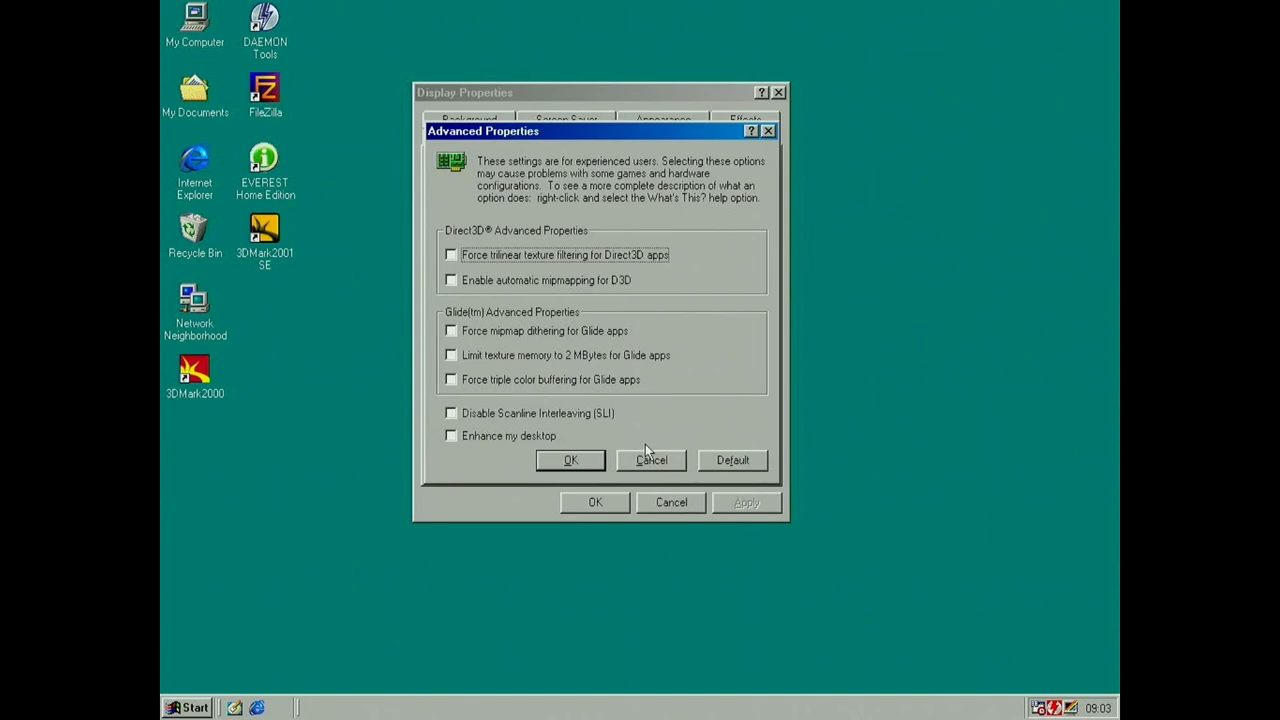 My Computer
DAEMON
Tools
My Documents
FileZilla
Internet
Explorer
EVEREST
Home Edition
Recycle Bin
3DMark2001
SE
Network
Neighborhood
3DMark2000
Display Properties
Background
Screen Saver
Appearance
Effects
Advanced Properties
These settings are for experienced users. Selecting these options
may cause problems with some games and hardware
configurations. To see a more complete description of what an
option does: right-click and select the What's This? help option.
Direct3D® Advanced Properties
Force trilinear texture filtering for Direct3D apps
Enable automatic mipmapping for D3D
Glide(tm) Advanced Properties
Force mipmap dithering for Glide apps
Limit texture memory to 2 MBytes for Glide apps
Force triple color buffering for Glide apps
Disable Scanline Interleaving (SLI)
Enhance my desktop
OK
Cancel
Default
OK
Cancel
Apply
Start
09:03